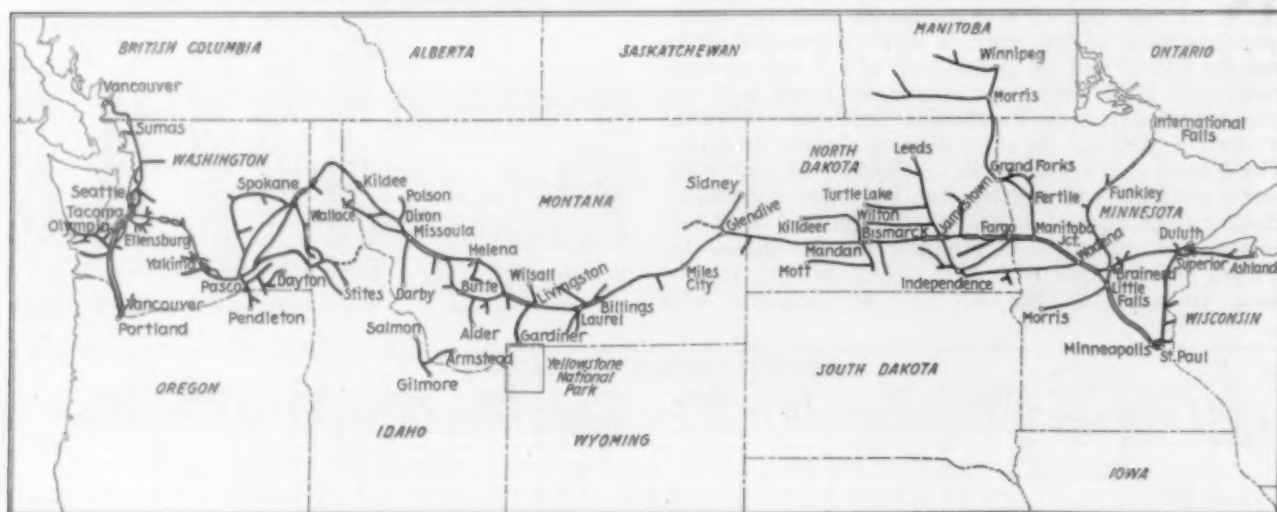 BRITISH COLUMBIA
ALBERTA
SASKATCHEWAN
MANITOBA
ONTARIO
Winnipeg
Morris
Vancouver
Sumas
WASHINGTON
Seattle
Tacoma
Olympia
Ellensburg
Yakima
Pasco
Vancouver
Portland
Pendleton
Dayton
Spokane
Wallace
Stites
OREGON
Kildee
Polson
Dixon
Missoula
MONTANA
Helena
Butte
Darby
Salmon
Armstead
Gilmore
Alder
Wilsall
Livingston
Gardiner
Laurel
Billings
Yellowstone
National
Park
IDAHO
WYOMING
Miles
City
Sidney
Glendive
NORTH
DAKOTA
Leeds
Turtle Lake
Wilton
Killdeer
Bismarck
Mandan
Mott
Jamestown
Independence
Fargo
Grand Forks
Fertile
Manitoba
Jct.
Wadena
International
Falls
Funkley
MINNESOTA
Duluth
Superior
Ashland
Brainerd
Little
Falls
Morris
Minneapolis
St. Paul
WISCONSIN
SOUTH DAKOTA
IOWA